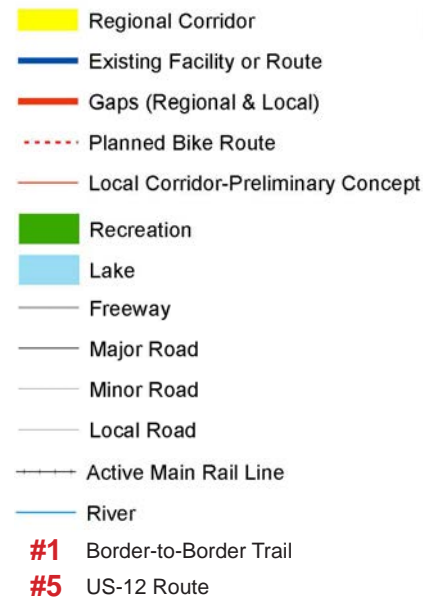 Regional Corridor
Existing Facility or Route
Gaps (Regional & Local)
Planned Bike Route
Local Corridor-Preliminary Concept
Recreation
Lake
Freeway
Major Road
Minor Road
Local Road
Active Main Rail Line
River
#1 Border-to-Border Trail
#5 US-12 Route